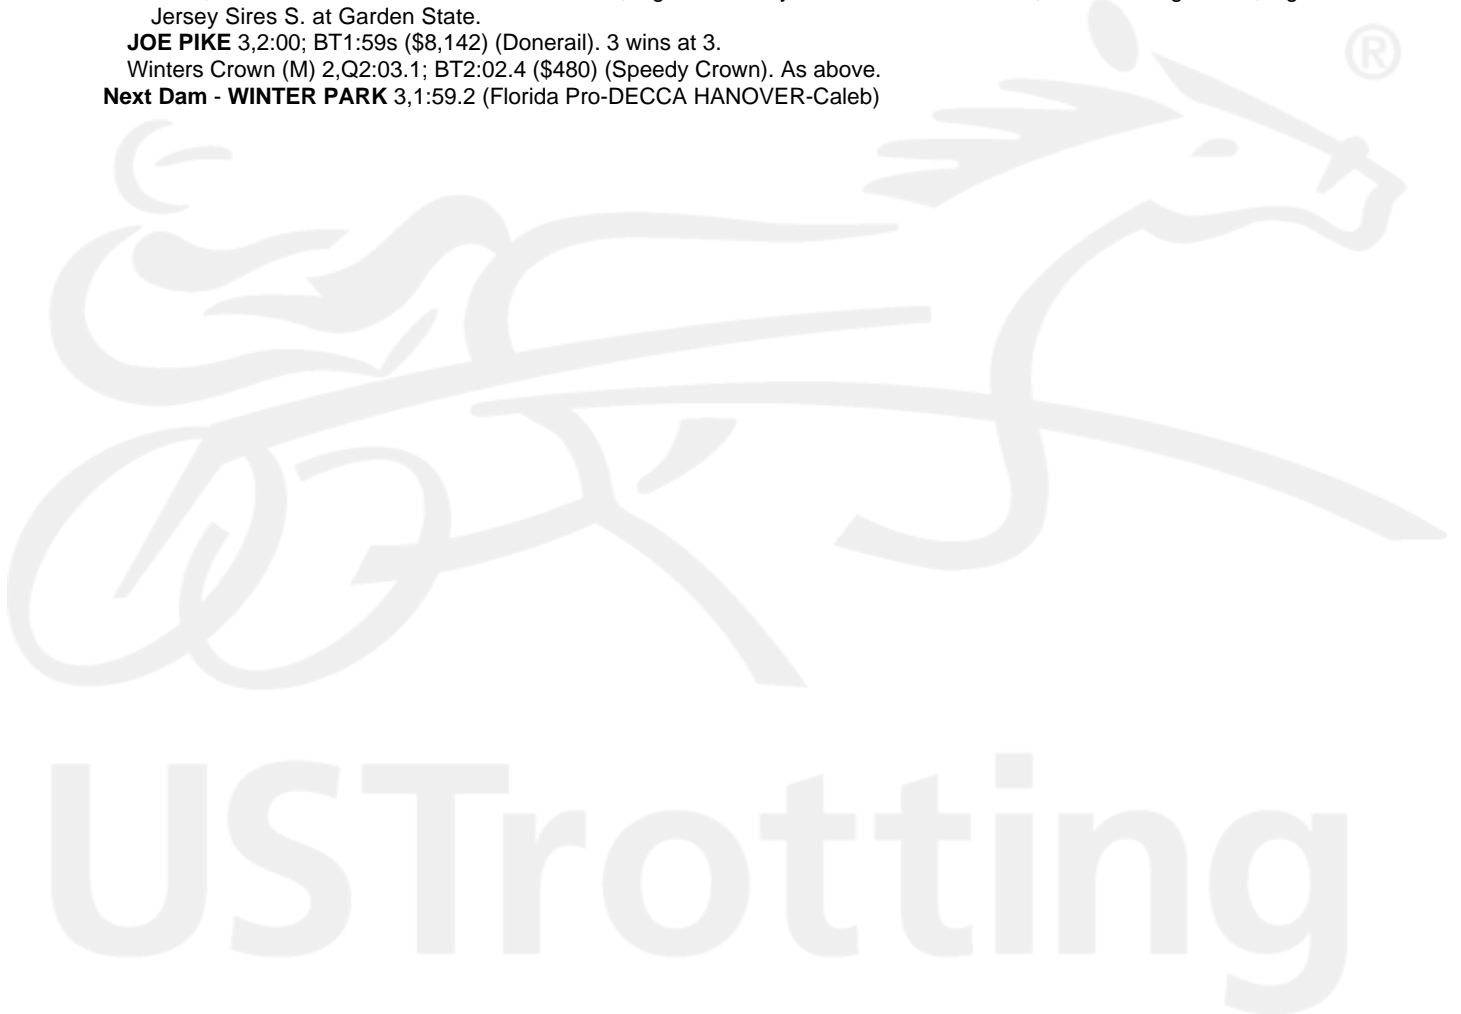 Jersey Sires S. at Garden State.
JOE PIKE 3,2:00; BT1:59s ($8,142) (Donerail). 3 wins at 3.
Winters Crown (M) 2,Q2:03.1; BT2:02.4 ($480) (Speedy Crown). As above.
Next Dam - WINTER PARK 3,1:59.2 (Florida Pro-DECCA HANOVER-Caleb)
®
USTrotting